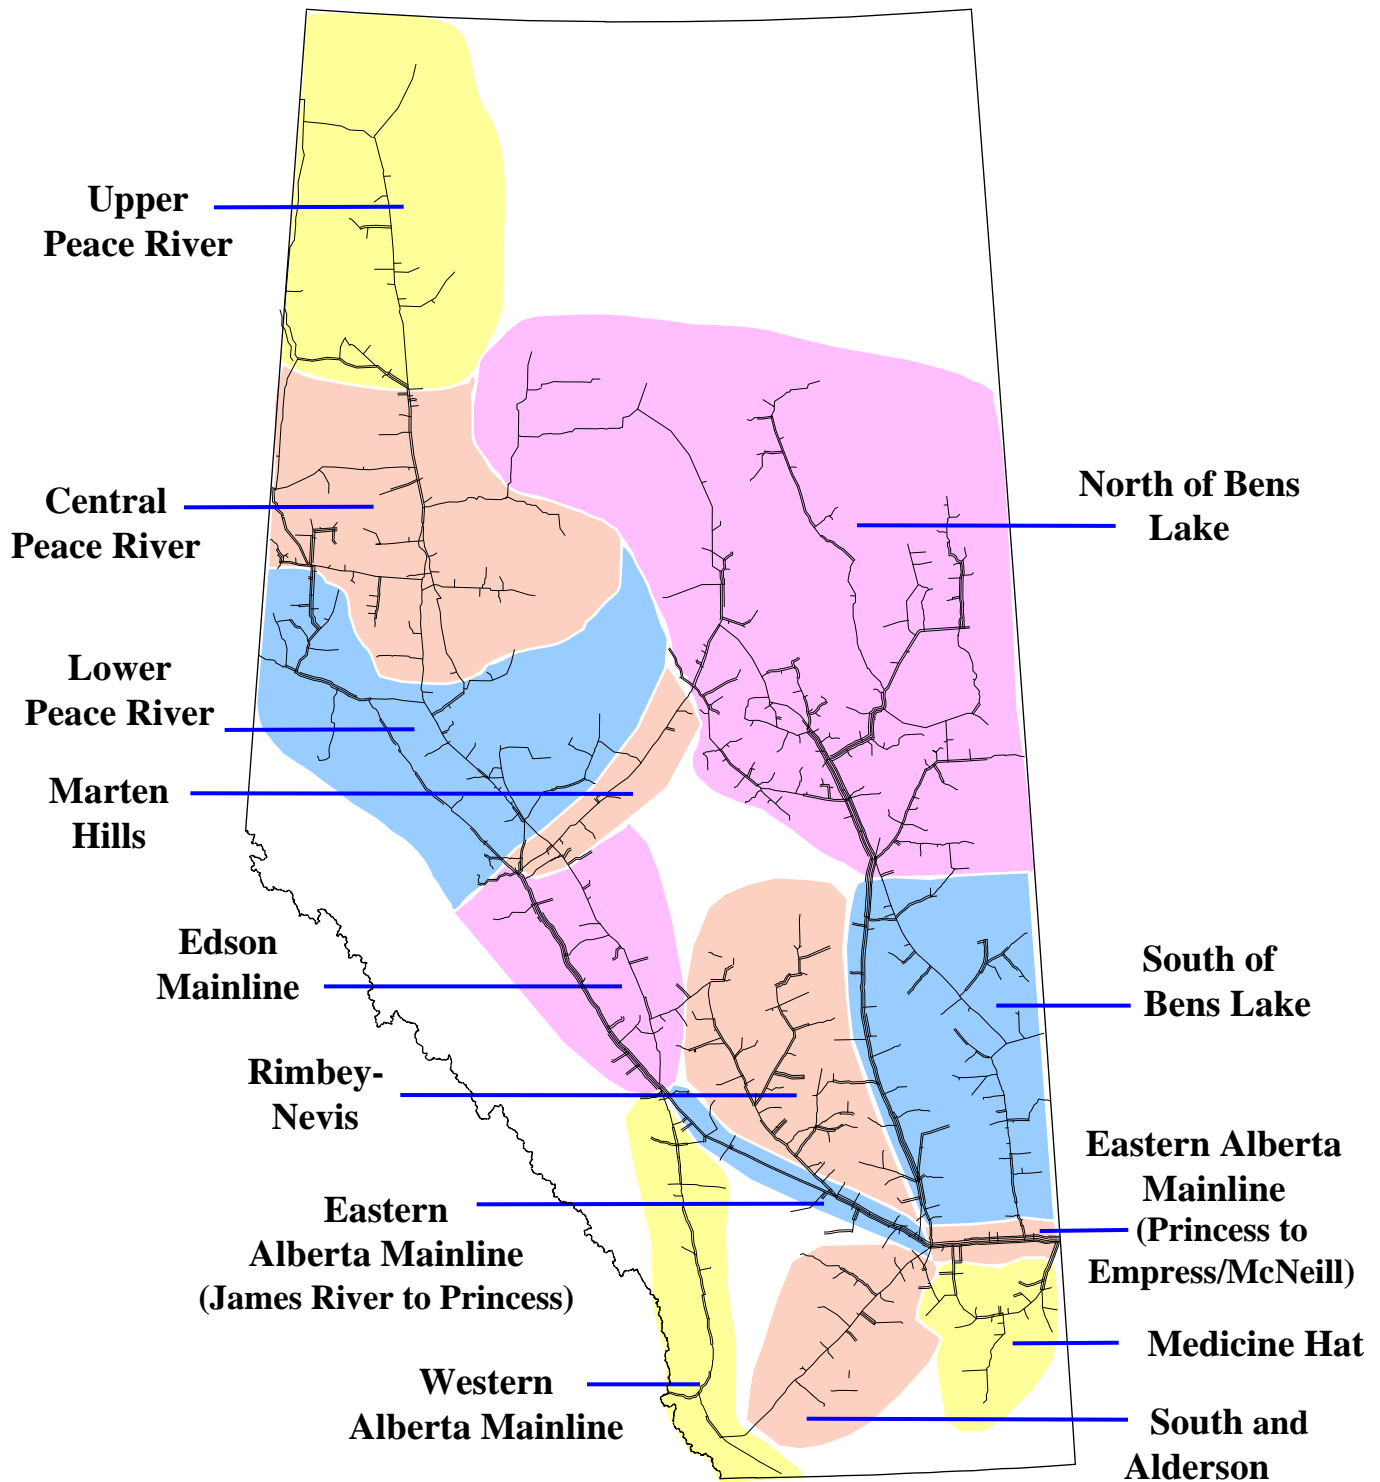 Upper
Peace River
Central
Peace River
North of Bens
Lake
Lower
Peace River
Marten
Hills
Edson
Mainline
South of
Bens Lake
Rimbey-
Nevis
Eastern Alberta
Mainline
(Princess to
Empress/McNeill)
Eastern
Alberta Mainline
(James River to Princess)
Medicine Hat
Western
Alberta Mainline
South and
Alderson